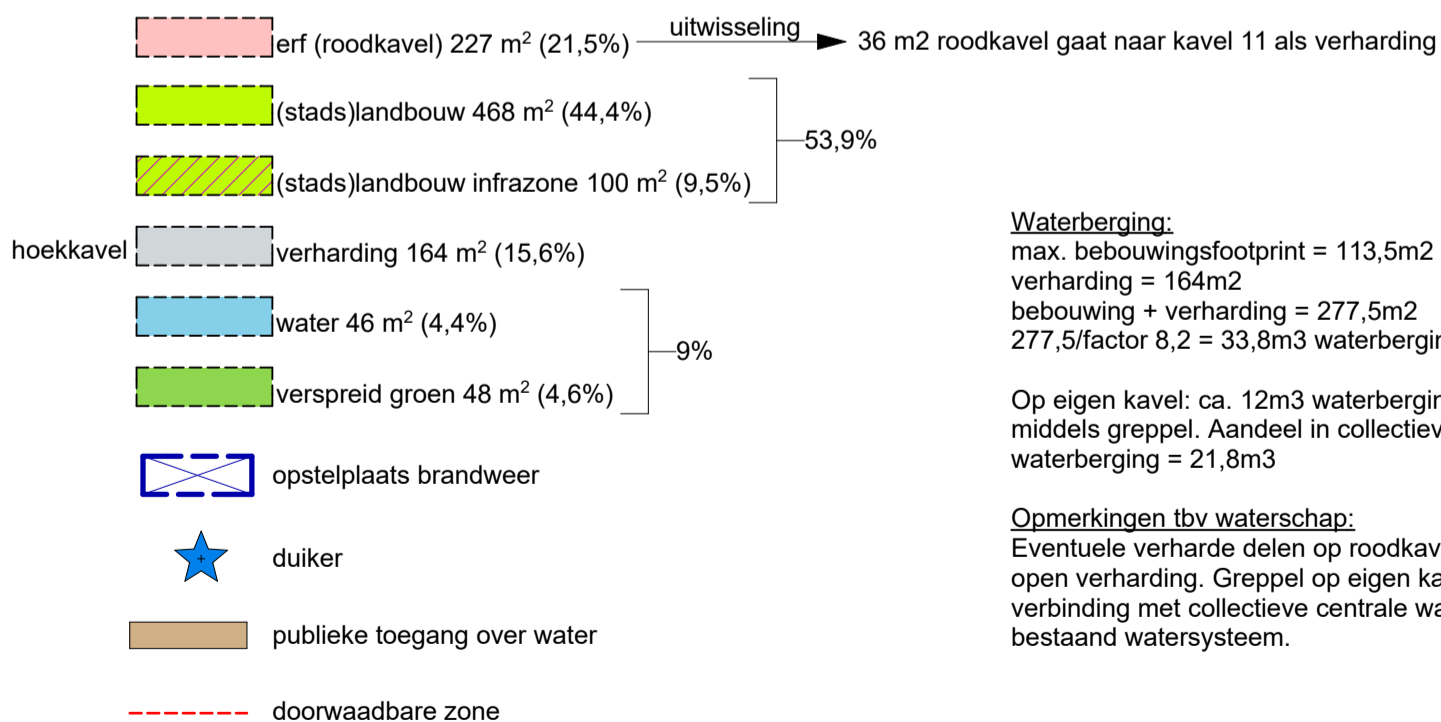 erf (roodkavel) 227 m² (21,5%)
uitwisseling
36 m2 roodkavel gaat naar kavel 11 als verharding
(stads)landbouw 468 m² (44,4%)
53,9%
(stads)landbouw infrazone 100 m² (9,5%)
hoekkavel
verharding 164 m² (15,6%)
water 46 m² (4,4%)
9%
verspreid groen 48 m² (4,6%)
opstelplaats brandweer
duiker
publieke toegang over water
doorwaadbare zone
Waterberging:
max. bebouwingsfootprint = 113,5m2
verharding = 164m2
bebouwing + verharding = 277,5m2
277,5/factor 8,2 = 33,8m3
Op eigen kavel: ca. 12m3
middels greppel. Aandeel in
waterberging = 21,8m3
Opmerkingen tbv waterschap:
Eventuele verharde delen op
open verharding. Greppel op eigen
verbinding met collectieve centrale
bestaand watersysteem.